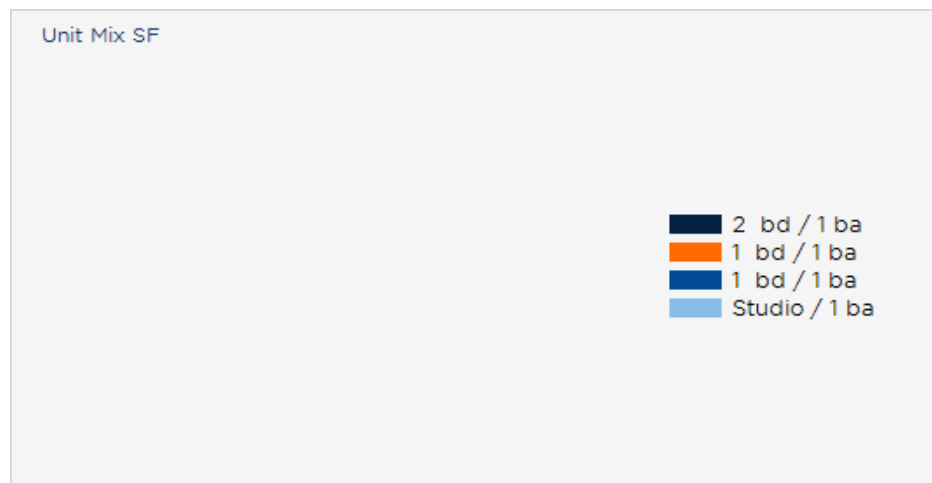 Unit Mix SF
2 bd / 1 ba
1 bd / 1 ba
1 bd / 1 ba
Studio / 1 ba